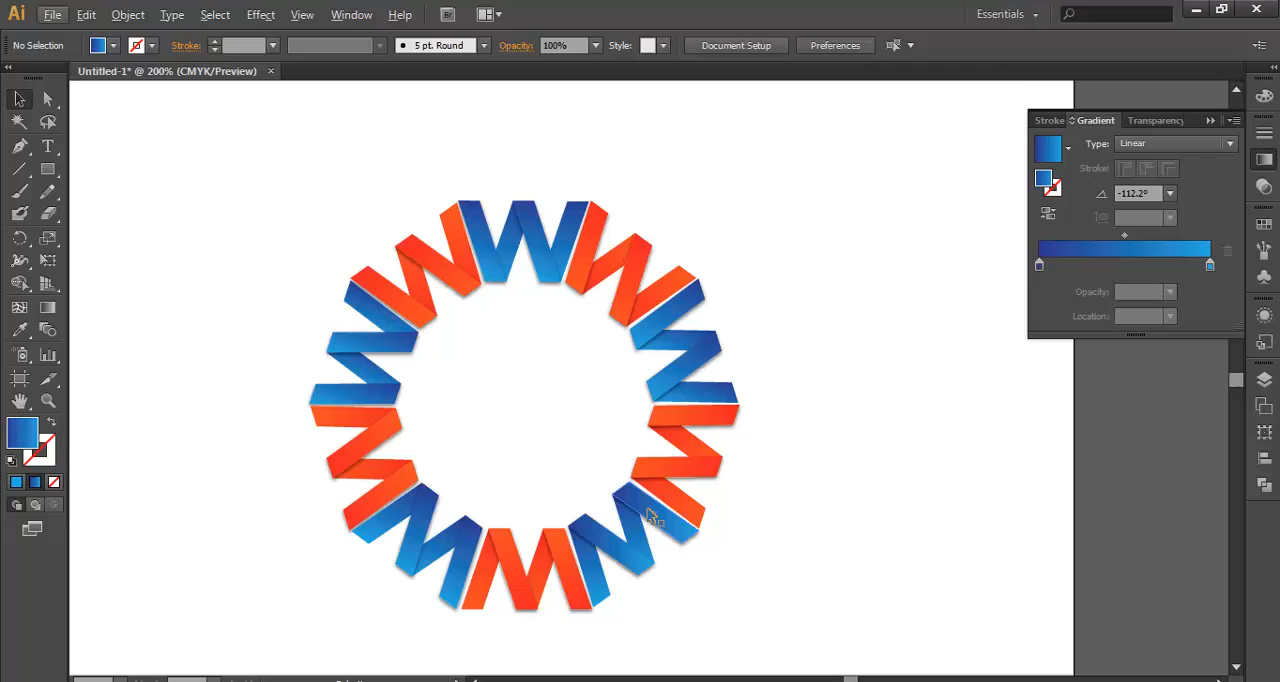 Ai File Edit Object Type Select Effect View Window Help Br Essentials
No Selection Stroke: 5 pt. Round Opacity: 100% Style: Document Setup Preferences
Untitled-1* @ 200% (CMYK/Preview) ×
Stroke Gradient Transparency
Type: Linear
Stroke:
-112.2°
Opacity:
Location:
T
W